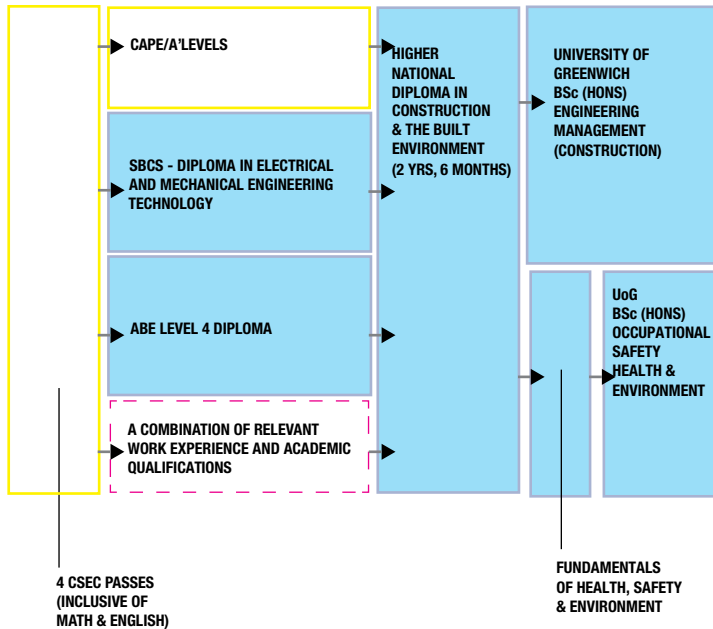 CAPE/A'LEVELS
SBCS - DIPLOMA IN ELECTRICAL
AND MECHANICAL ENGINEERING
TECHNOLOGY
ABE LEVEL 4 DIPLOMA
A COMBINATION OF RELEVANT
WORK EXPERIENCE AND ACADEMIC
QUALIFICATIONS
HIGHER
NATIONAL
DIPLOMA IN
CONSTRUCTION
& THE BUILT
ENVIRONMENT
(2 YRS, 6 MONTHS)
UNIVERSITY OF
GREENWICH
BSc (HONS)
ENGINEERING
MANAGEMENT
(CONSTRUCTION)
UoG
BSc (HONS)
OCCUPATIONAL
SAFETY
HEALTH &
ENVIRONMENT
4 CSEC PASSES
(INCLUSIVE OF
MATH & ENGLISH)
FUNDAMENTALS
OF HEALTH, SAFETY
& ENVIRONMENT